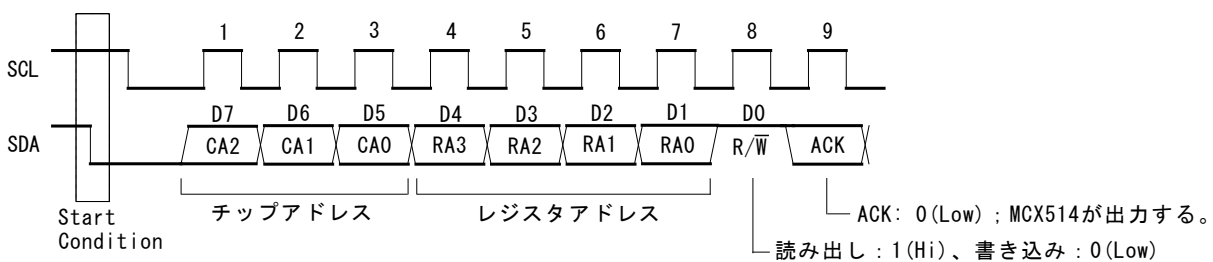 1 2 3 4 5 6 7 8 9
SCL
D7 D6 D5 D4 D3 D2 D1 D0
SDA
CA2 CA1 CA0 RA3 RA2 RA1 RA0 R/W̅ ACK
Start
Condition
チップアドレス
レジスタアドレス
ACK: 0(Low) ; MCX514が出力する。
読み出し : 1(Hi)、書き込み : 0(Low)